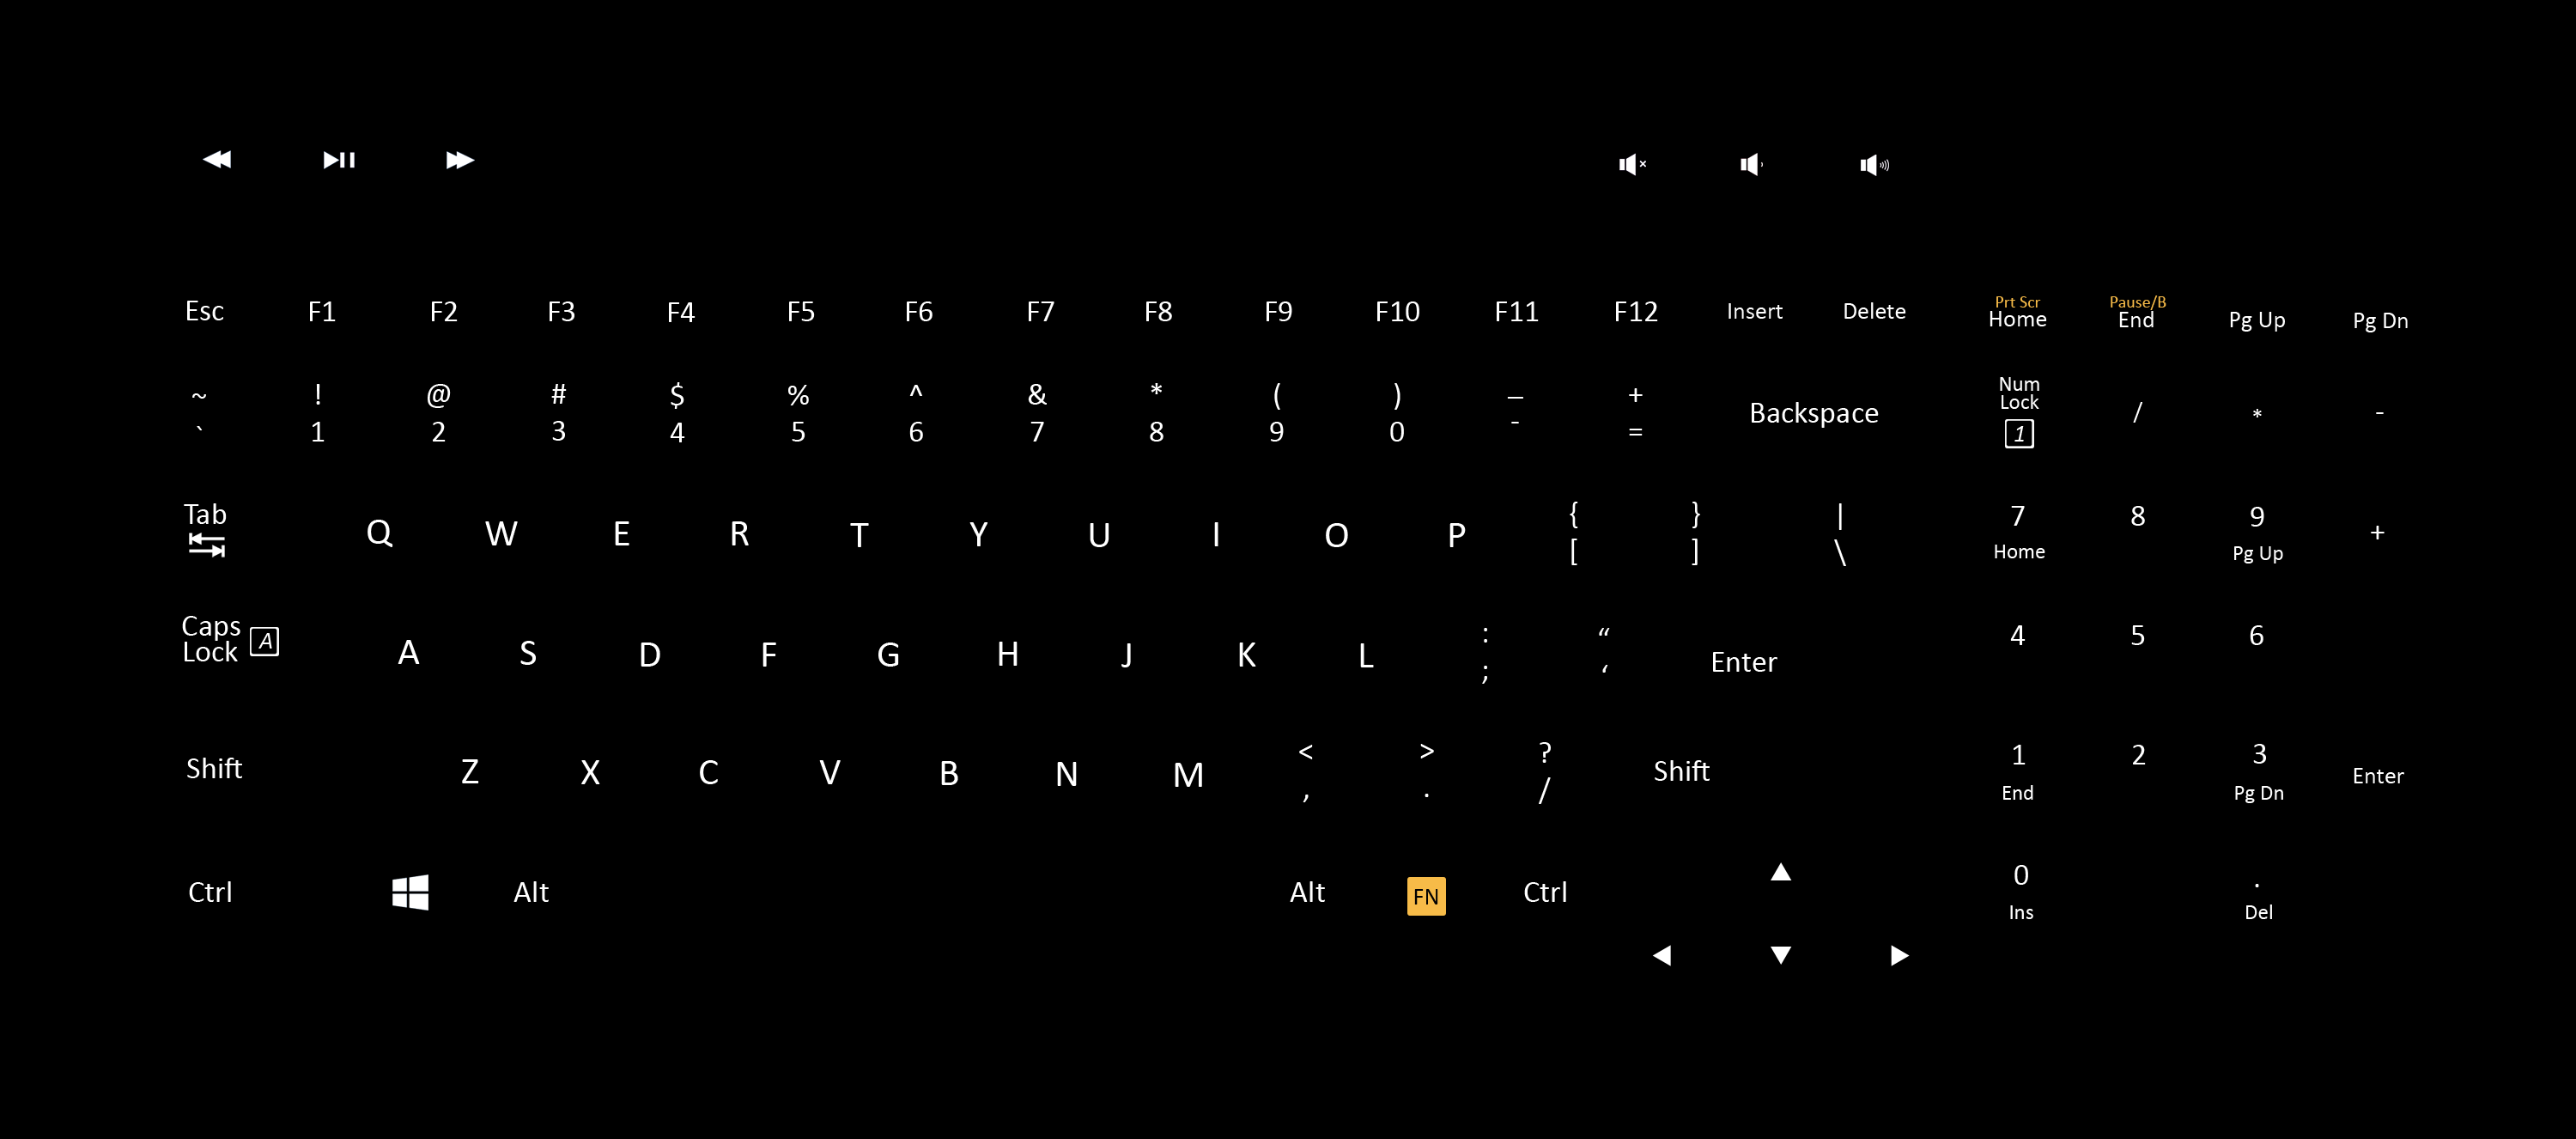 Esc F1 F2 F3 F4 F5 F6 F7 F8 F9 F10 F11 F12 Insert Delete Prt Scr Pause/B
Home End Pg Up Pg Dn
~ ! @ # $ % ^ & * ( ) _ + Num
Lock
` 1 2 3 4 5 6 7 8 9 0 - = Backspace 1 / * -
Tab Q W E R T Y U I O P { } | 7 8 9 +
[ ] \ Home Pg Up
Caps
Lock A A S D F G H J K L : “ Enter 4 5 6
; ‘
Shift Z X C V B N M < > ? Shift 1 2 3 Enter
, . / End Pg Dn
Ctrl Alt Alt FN Ctrl 0 .
Ins Del